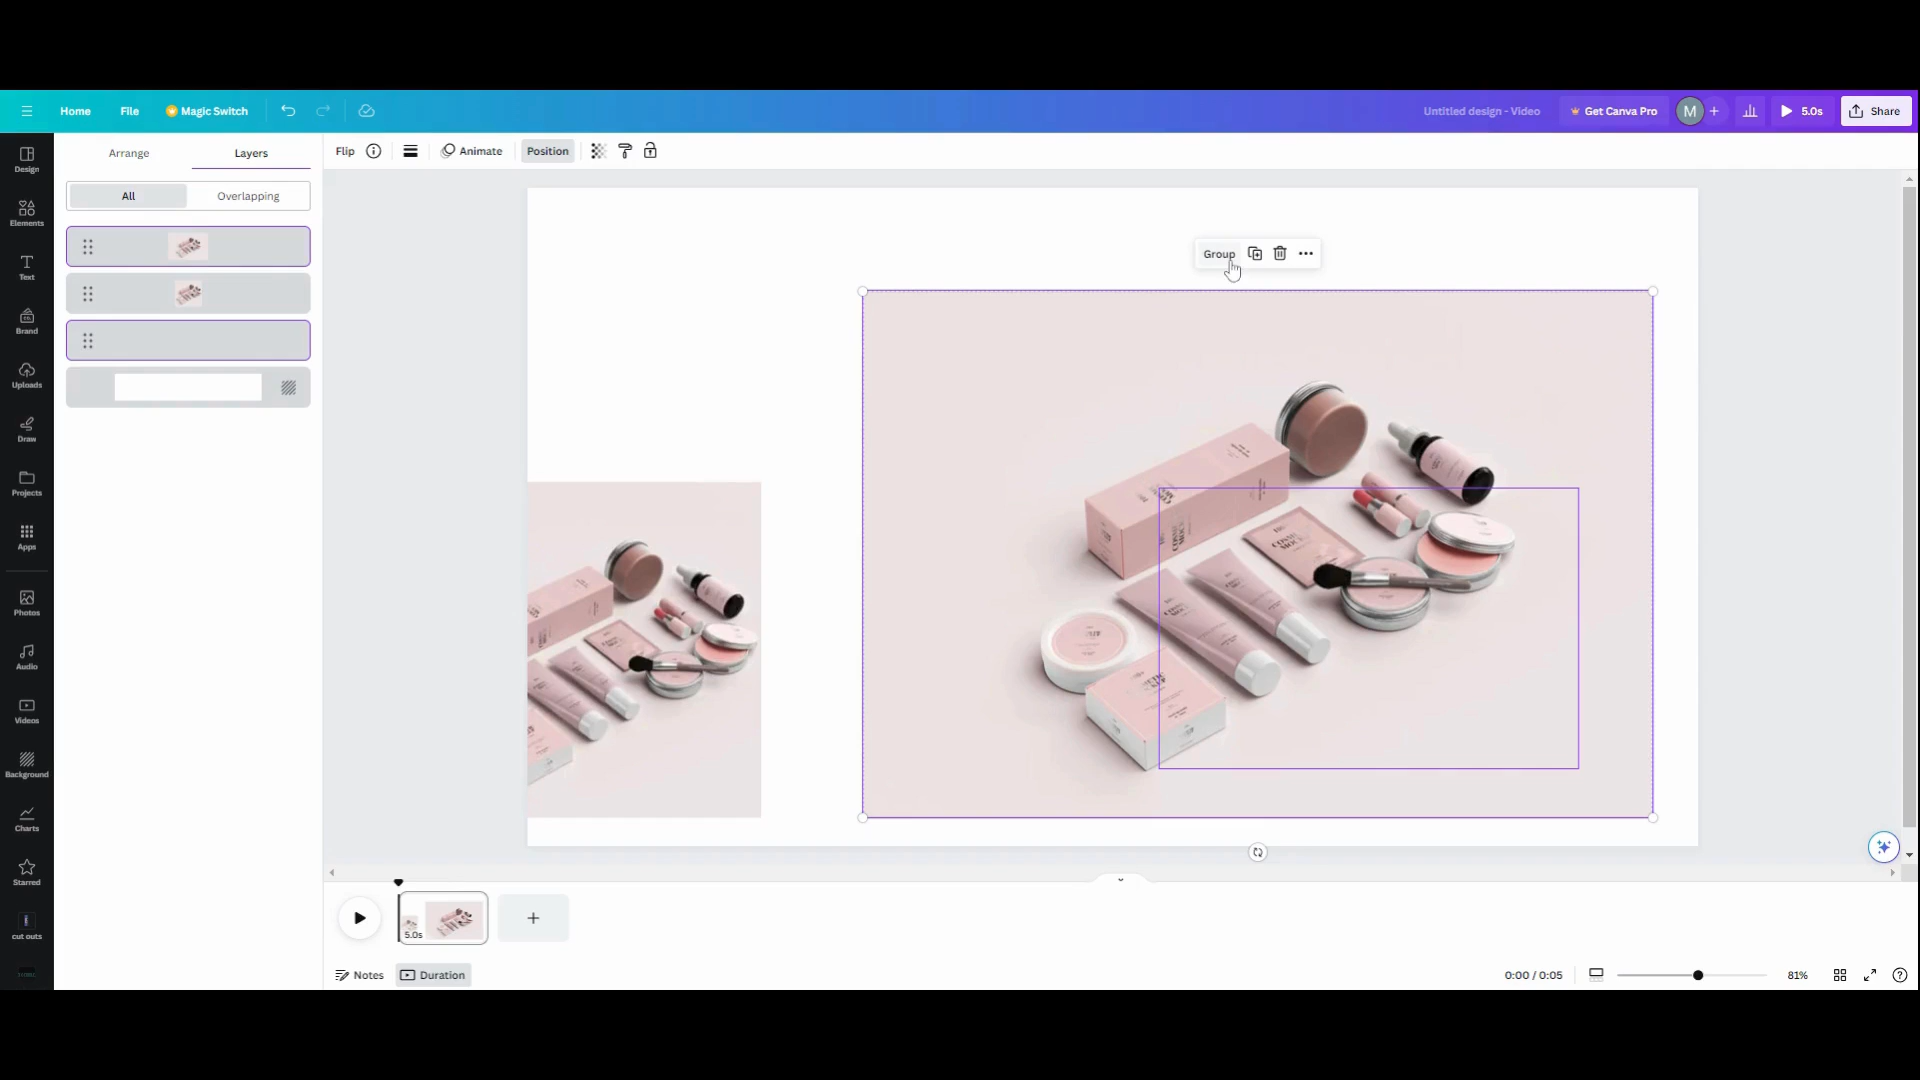 Home File Magic Switch Untitled design - Video Get Canva Pro M + 5.0s Share
Design
Elements
Text
Brand
Uploads
Draw
Projects
Apps
Photos
Audio
Videos
Background
Charts
Starred
cut outs
Arrange Layers
All Overlapping
Flip Animate Position
Group
5.0s
Notes Duration
0:00 / 0:05 81%